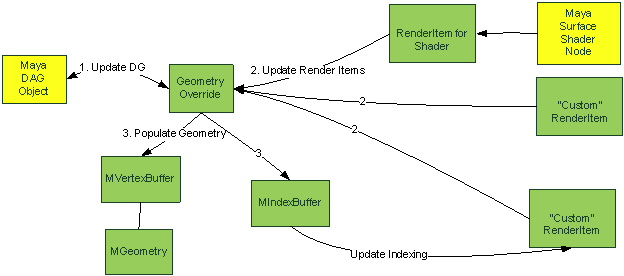 Maya
DAG
Object
1. Update DG
Geometry
Override
2. Update Render Items
RenderItem for
Shader
Maya
Surface
Shader
Node
2
"Custom"
RenderItem
2
3. Populate Geometry
3
MVertexBuffer
MIndexBuffer
"Custom"
RenderItem
MGeometry
Update Indexing